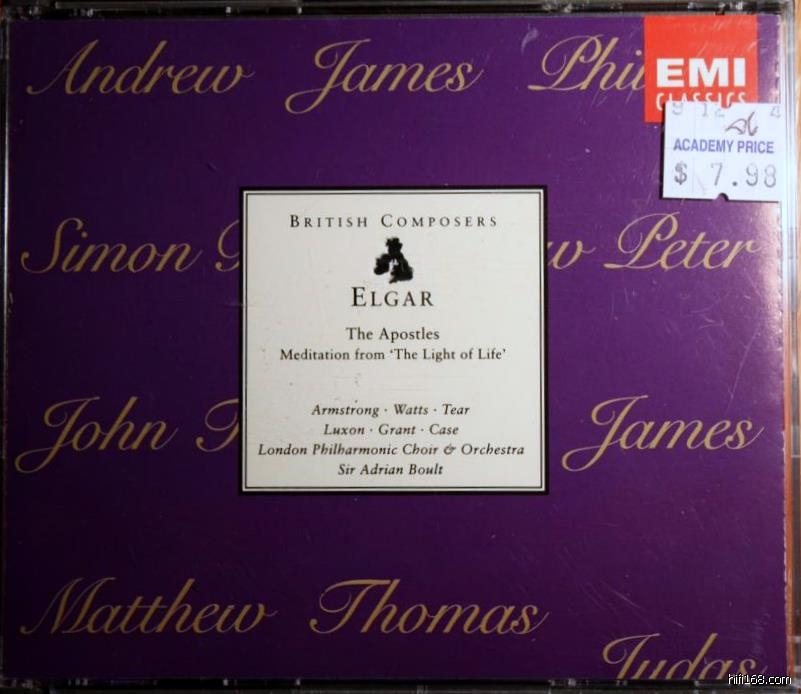 Andrew James
EMI
CLASSICS
ACADEMY PRICE
$ 7.98
Simon Peter
BRITISH COMPOSERS
ELGAR
The Apostles
Meditation from 'The Light of Life'
Armstrong · Watts · Tear
Luxon · Grant · Case
London Philharmonic Choir & Orchestra
Sir Adrian Boult
John James
Matthew Thomas
Judas
hifi168.com